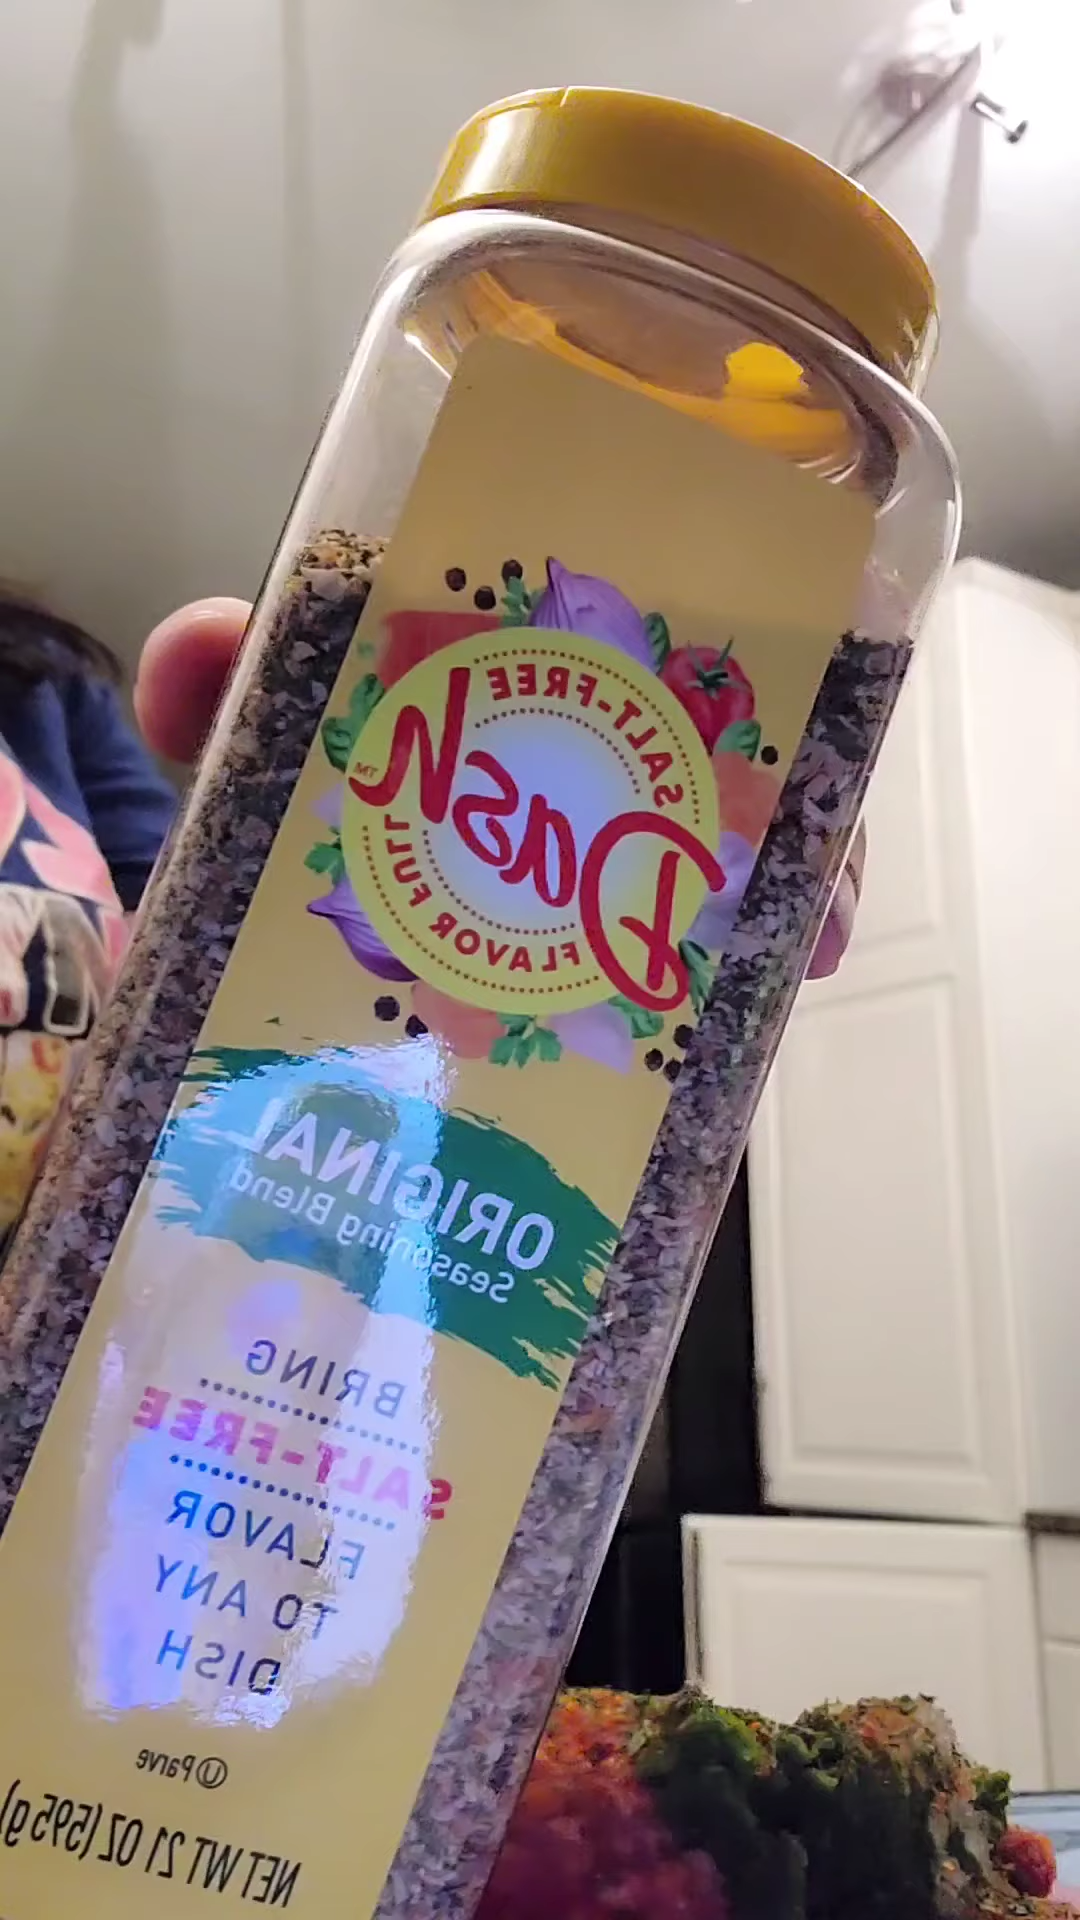 SALT-FREE
Dash™
FLAVOR FULL
ORIGINAL
Seasoning Blend
BRING
SALT-FREE
FLAVOR
TO ANY
DISH
Ⓤ Parve
NET WT 21 OZ (595 g)